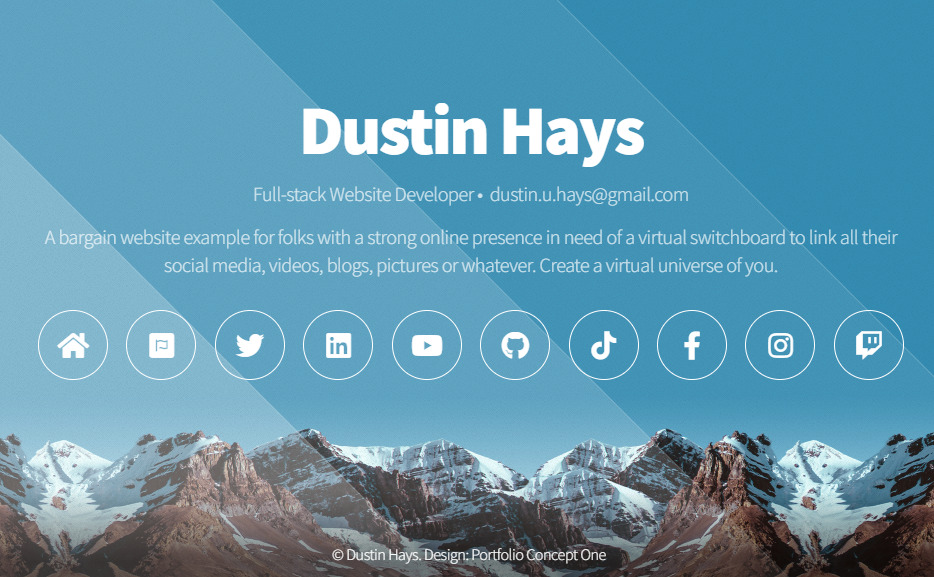 Dustin Hays
Full-stack Website Developer • dustin.u.hays@gmail.com
A bargain website example for folks with a strong online presence in need of a virtual switchboard to link all their
social media, videos, blogs, pictures or whatever. Create a virtual universe of you.
© Dustin Hays. Design: Portfolio Concept One